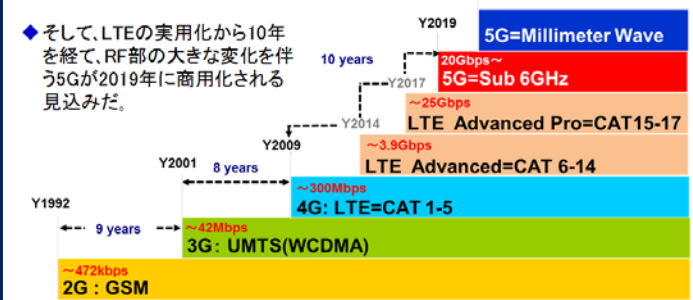 ◆そして、LTEの実用化から10年
を経て、RF部の大きな変化を伴
う5Gが2019年に商用化される
見込みだ。
Y2019
5G=Millimeter Wave
10 years
20Gbps～
5G=Sub 6GHz
Y2017
～25Gbps
LTE Advanced Pro=CAT15-17
Y2014
～3.9Gbps
LTE Advanced=CAT 6-14
Y2009
Y2001
8 years
～300Mbps
4G: LTE=CAT 1-5
Y1992
9 years
～42Mbps
3G: UMTS(WCDMA)
～472kbps
2G : GSM